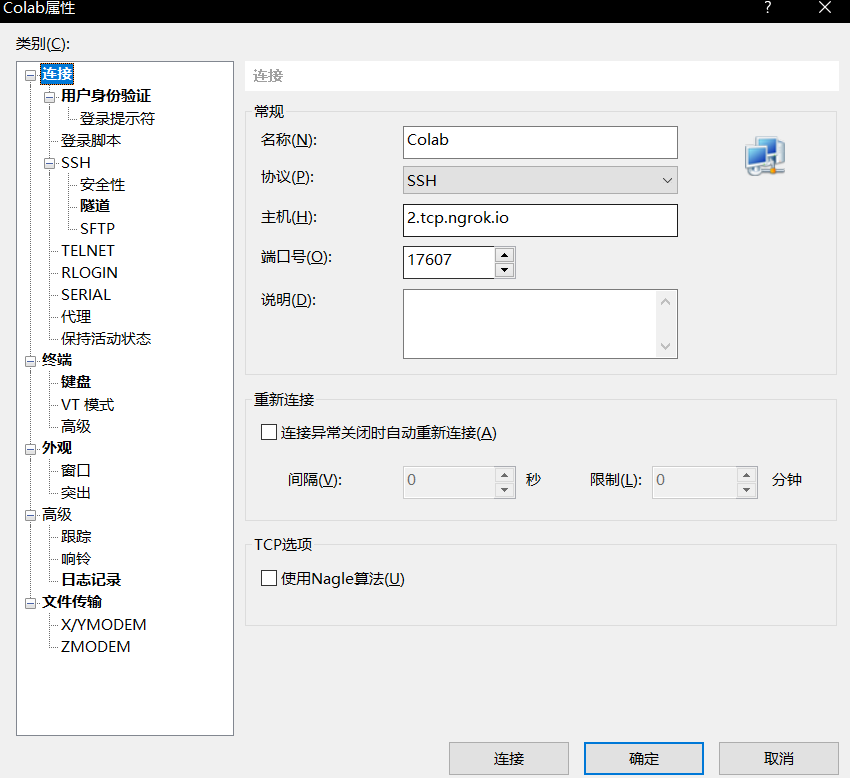 Colab属性
?
类别(C):
连接
用户身份验证
登录提示符
登录脚本
SSH
安全性
隧道
SFTP
TELNET
RLOGIN
SERIAL
代理
保持活动状态
终端
键盘
VT 模式
高级
外观
窗口
突出
高级
跟踪
响铃
日志记录
文件传输
X/YMODEM
ZMODEM
连接
常规
名称(N): Colab
协议(P): SSH
主机(H): 2.tcp.ngrok.io
端口号(O): 17607
说明(D):
重新连接
连接异常关闭时自动重新连接(A)
间隔(V): 0 秒 限制(L): 0 分钟
TCP选项
使用Nagle算法(U)
连接 确定 取消